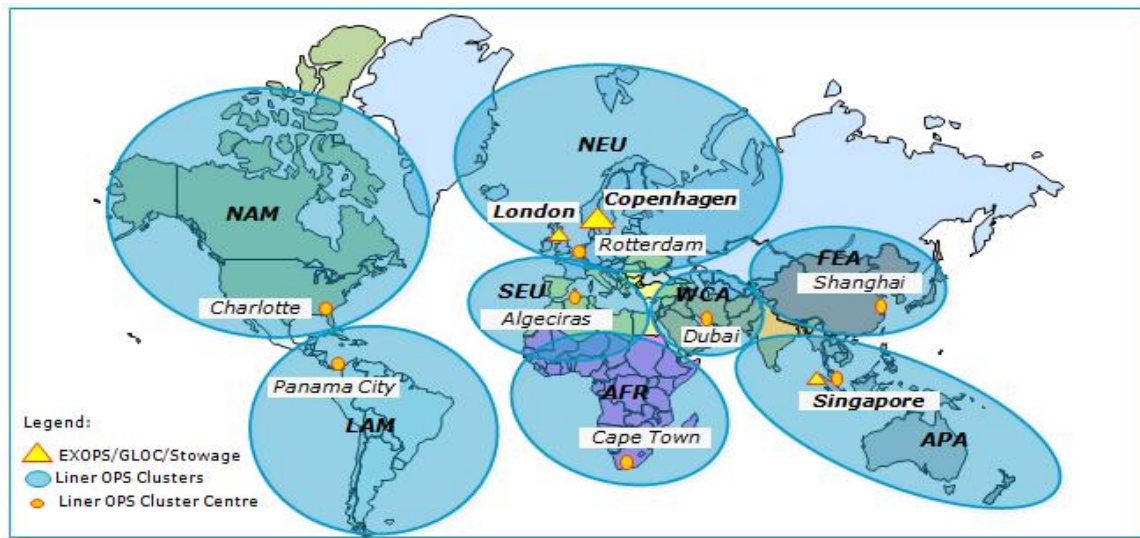 NEU
NAM
London
Copenhagen
Rotterdam
FEA
Shanghai
SEU
WCA
Charlotte
Algeciras
Dubai
Panama City
AFR
Singapore
LAM
Cape Town
APA
Legend:
EXOPS/GLOC/Stowage
Liner OPS Clusters
Liner OPS Cluster Centre